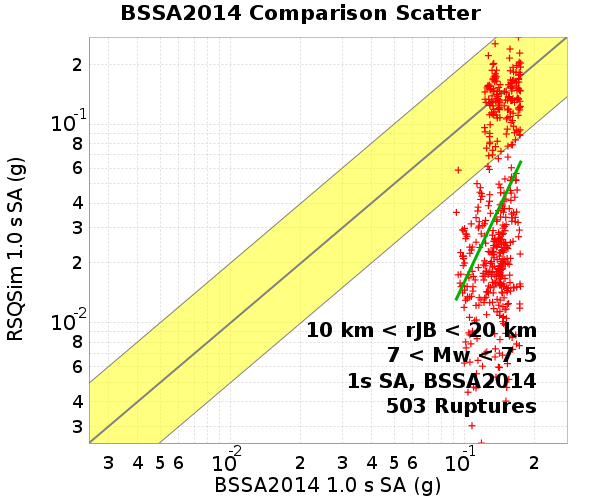 BSSA2014 Comparison Scatter
RSQSim 1.0 s SA (g)
2
10^-1
8
6
4
3
2
10^-2
8
6
4
3
10 km < rJB < 20 km
7 < Mw < 7.5
1s SA, BSSA2014
503 Ruptures
3 4 5 6 10^-2 2 3 4 5 6 10^-1 2
BSSA2014 1.0 s SA (g)